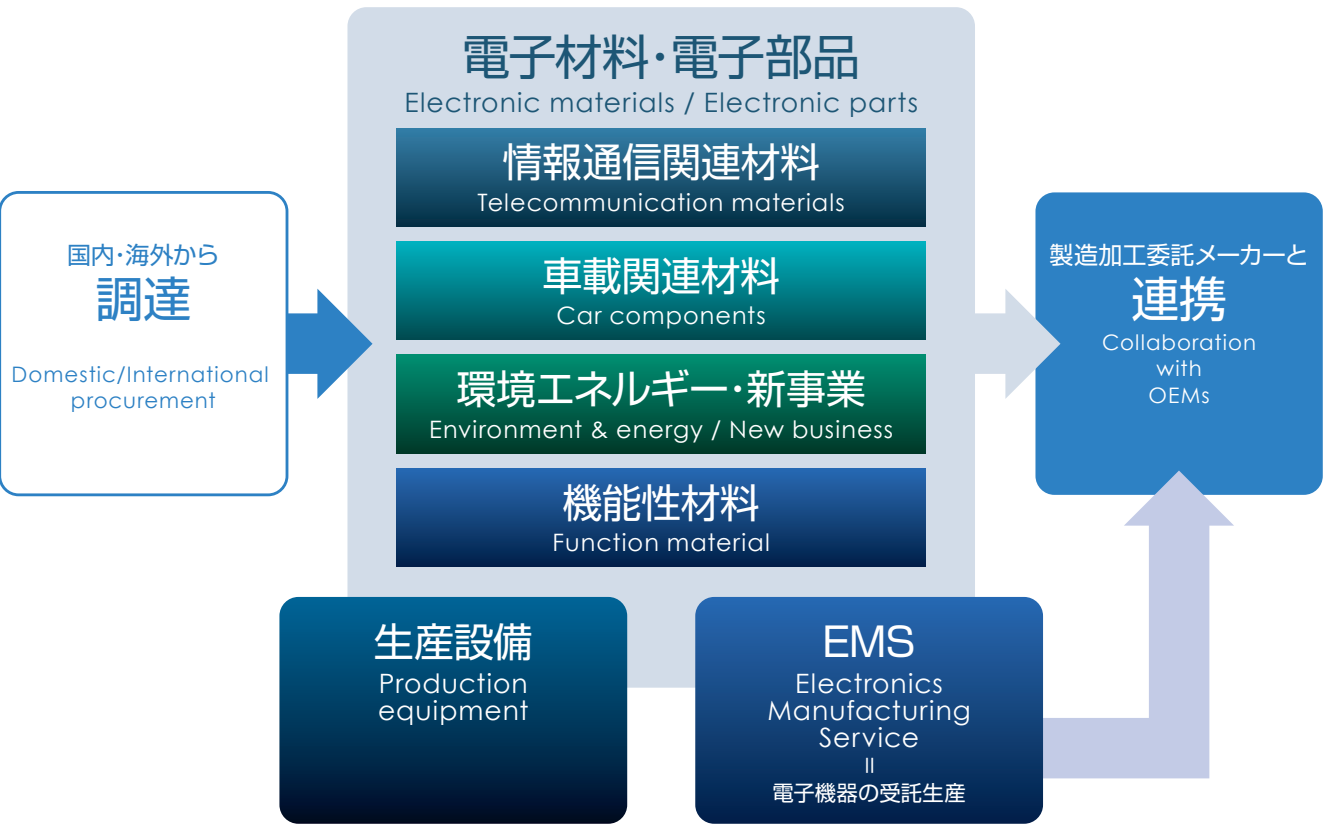 電子材料・電子部品
Electronic materials / Electronic parts
情報通信関連材料
Telecommunication materials
車載関連材料
Car components
環境エネルギー・新事業
Environment & energy / New business
機能性材料
Function material
国内・海外から
調達
Domestic/International
procurement
製造加工委託メーカーと
連携
Collaboration
with
OEMs
生産設備
Production
equipment
EMS
Electronics
Manufacturing
Service
=
電子機器の受託生産